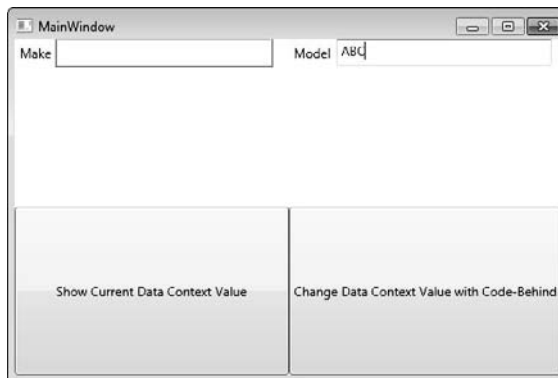 MainWindow
Make Model ABC
Show Current Data Context Value Change Data Context Value with Code-Behind